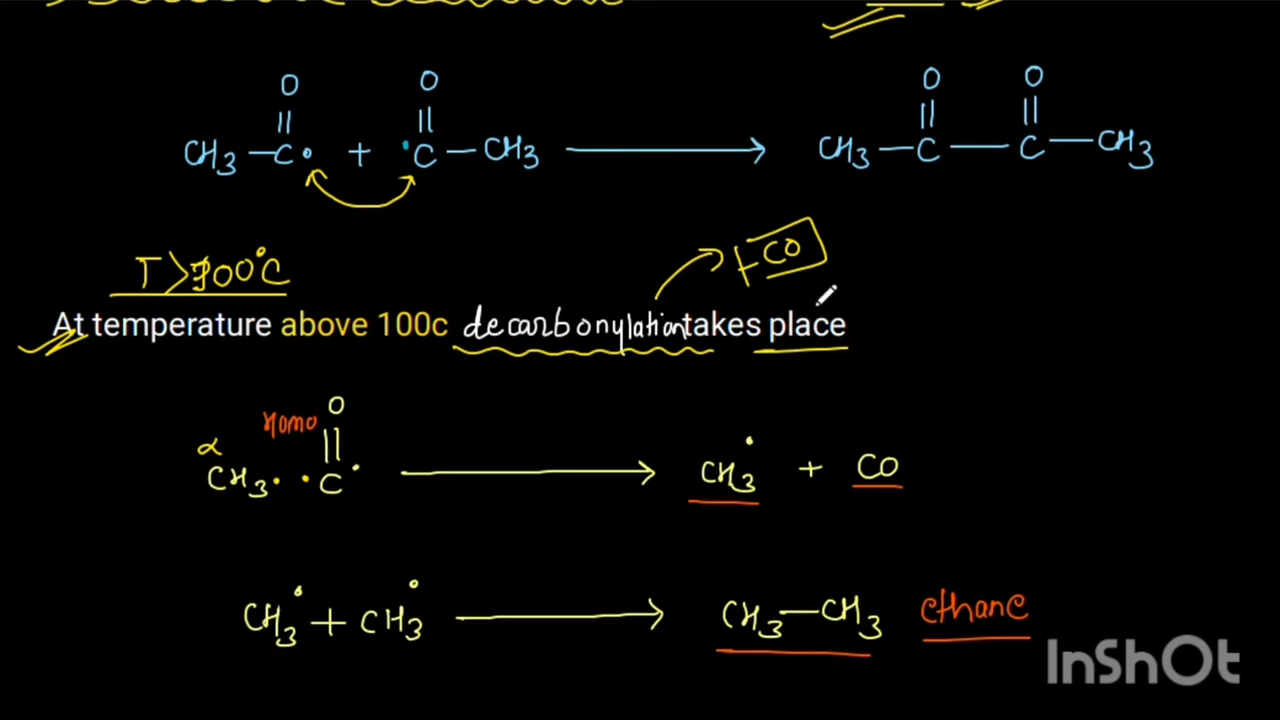 O O O O
CH3—C• + •C—CH3 ⟶ CH3—C—C—CH3
T>100°C
+CO
At temperature above 100c decarbonylation takes place
O
α homo
CH3• •C• ⟶ CH3• + CO
CH3• + CH3• ⟶ CH3—CH3 ethane
InShOt